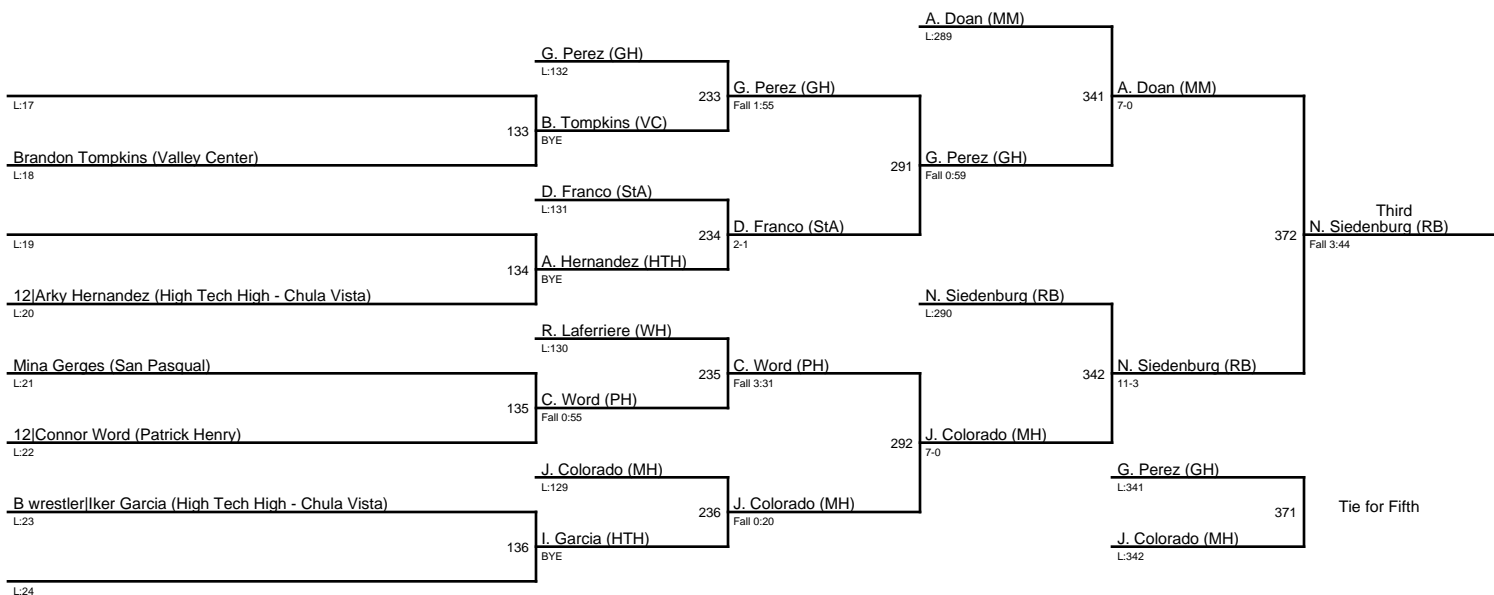 A. Doan (MM)
L:289
G. Perez (GH)
L:132
233
G. Perez (GH)
Fall 1:55
341
A. Doan (MM)
7-0
L:17
133
B. Tompkins (VC)
BYE
Brandon Tompkins (Valley Center)
L:18
291
G. Perez (GH)
Fall 0:59
D. Franco (StA)
L:131
L:19
234
D. Franco (StA)
2-1
372
Third
N. Siedenburg (RB)
Fall 3:44
134
A. Hernandez (HTH)
BYE
12|Arky Hernandez (High Tech High - Chula Vista)
L:20
N. Siedenburg (RB)
L:290
R. Laferriere (WH)
L:130
Mina Gerges (San Pasqual)
L:21
235
C. Word (PH)
Fall 3:31
342
N. Siedenburg (RB)
11-3
135
C. Word (PH)
Fall 0:55
12|Connor Word (Patrick Henry)
L:22
292
J. Colorado (MH)
7-0
J. Colorado (MH)
L:129
G. Perez (GH)
L:341
B wrestler|Iker Garcia (High Tech High - Chula Vista)
L:23
236
J. Colorado (MH)
Fall 0:20
371
Tie for Fifth
136
I. Garcia (HTH)
BYE
J. Colorado (MH)
L:342
L:24